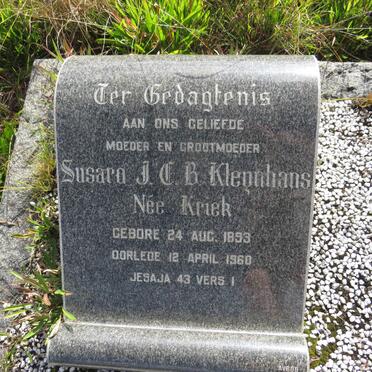 Ter Gedagtenis
AAN ONS GELIEFDE
MOEDER EN GROOTMOEDER
Susara J. C. B. Kleynhans
Née Kriek
GEBORE 24 AUG. 1893
OORLEDE 12 APRIL 1960
JESAJA 43 VERS 1